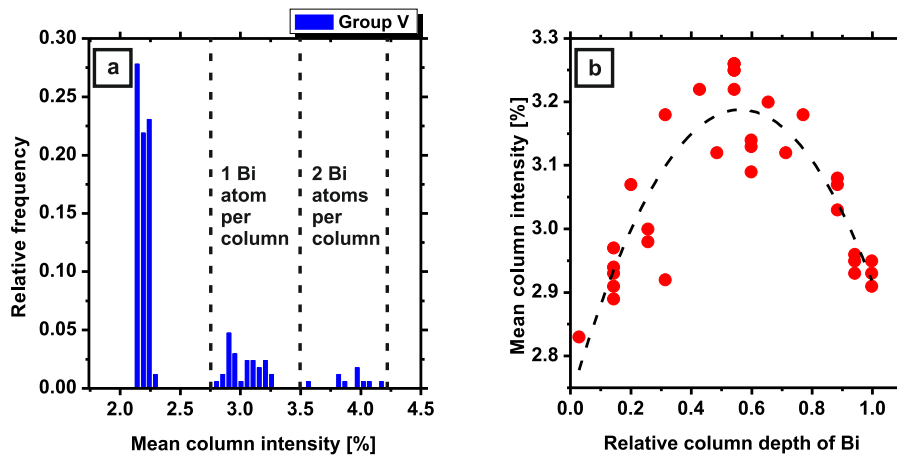 Group V
a
Relative frequency
0.30
0.25
0.20
0.15
0.10
0.05
0.00
1 Bi
atom
per
column
2 Bi
atoms
per
column
2.0 2.5 3.0 3.5 4.0 4.5
Mean column intensity [%]
b
Mean column intensity [%]
3.3
3.2
3.1
3.0
2.9
2.8
0.0 0.2 0.4 0.6 0.8 1.0
Relative column depth of Bi